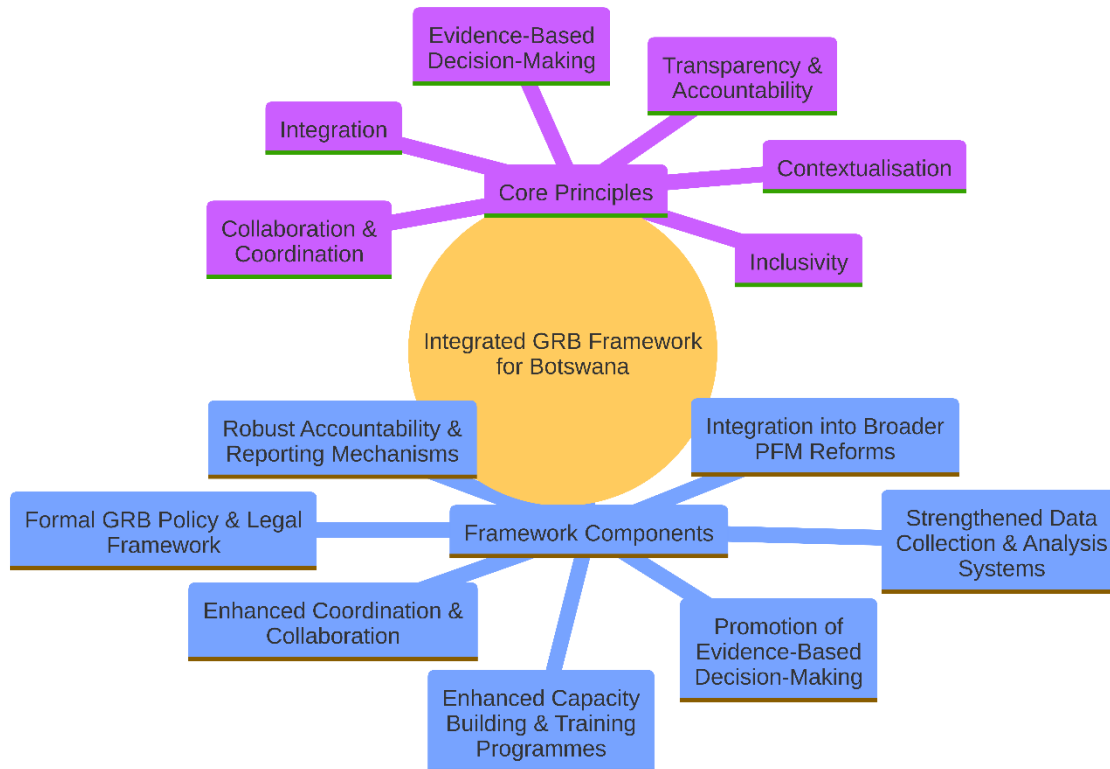 Evidence-Based
Decision-Making
Transparency &
Accountability
Integration
Contextualisation
Core Principles
Collaboration &
Coordination
Inclusivity
Integrated GRB Framework
for Botswana
Robust Accountability &
Reporting Mechanisms
Integration into Broader
PFM Reforms
Formal GRB Policy & Legal
Framework
Framework Components
Strengthened Data
Collection & Analysis
Systems
Enhanced Coordination &
Collaboration
Promotion of
Evidence-Based
Decision-Making
Enhanced Capacity
Building & Training
Programmes